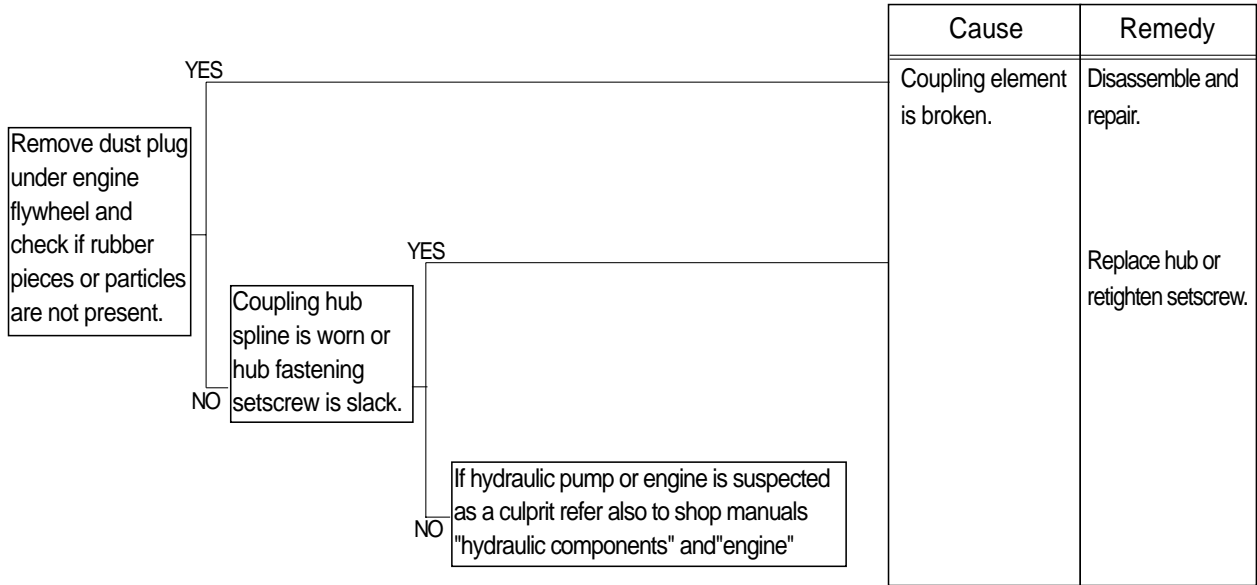 Cause
Remedy
YES
Coupling element
is broken.
Disassemble and
repair.
Remove dust plug
under engine
flywheel and
check if rubber
pieces or particles
are not present.
YES
Replace hub or
retighten setscrew.
Coupling hub
spline is worn or
hub fastening
setscrew is slack.
NO
If hydraulic pump or engine is suspected
as a culprit refer also to shop manuals
"hydraulic components" and"engine"
NO